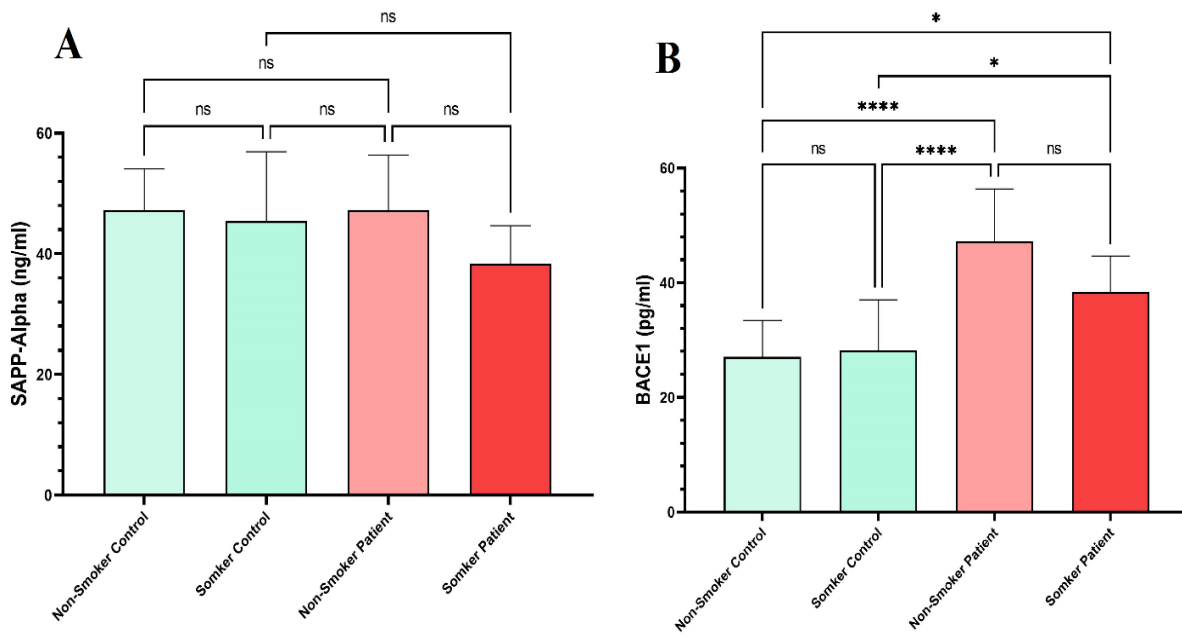 A
ns
ns
ns
ns
ns
SAPP-Alpha (ng/ml)
60
40
20
0
Non-Smoker Control
Somker Control
Non-Smoker Patient
Somker Patient
B
*
*
****
ns
****
ns
BACE1 (pg/ml)
60
40
20
0
Non-Smoker Control
Somker Control
Non-Smoker Patient
Somker Patient